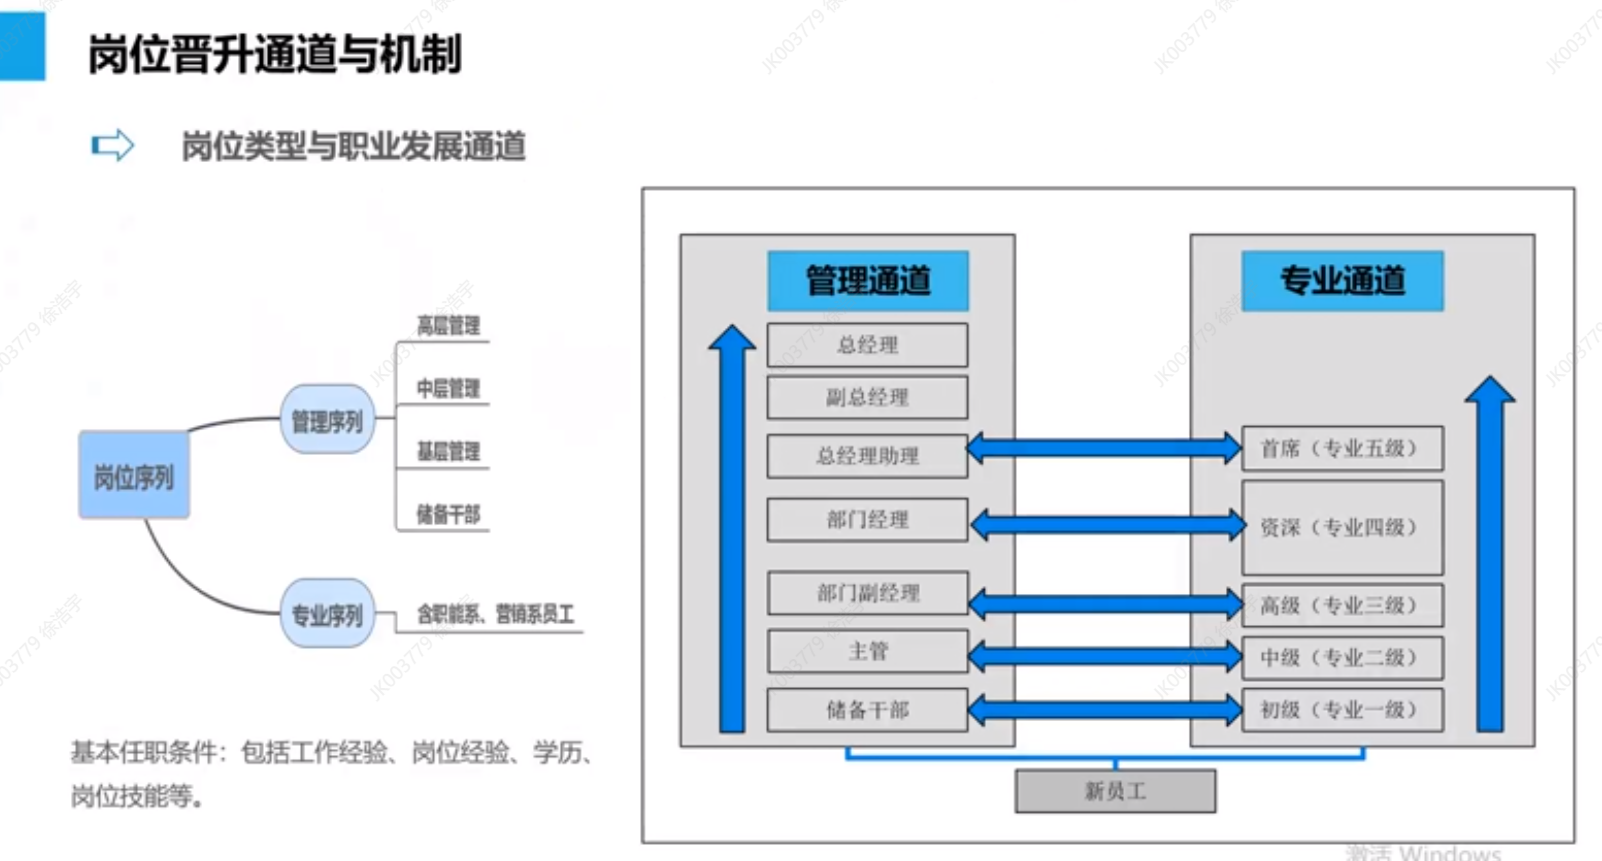 岗位晋升通道与机制
岗位类型与职业发展通道
岗位序列
管理序列
高层管理
中层管理
基层管理
储备干部
专业序列
含职能系、营销系员工
基本任职条件：包括工作经验、岗位经验、学历、
岗位技能等。
管理通道
总经理
副总经理
总经理助理
部门经理
部门副经理
主管
储备干部
专业通道
首席（专业五级）
资深（专业四级）
高级（专业三级）
中级（专业二级）
初级（专业一级）
新员工
激活 Windows
JK003779 徐浩宇